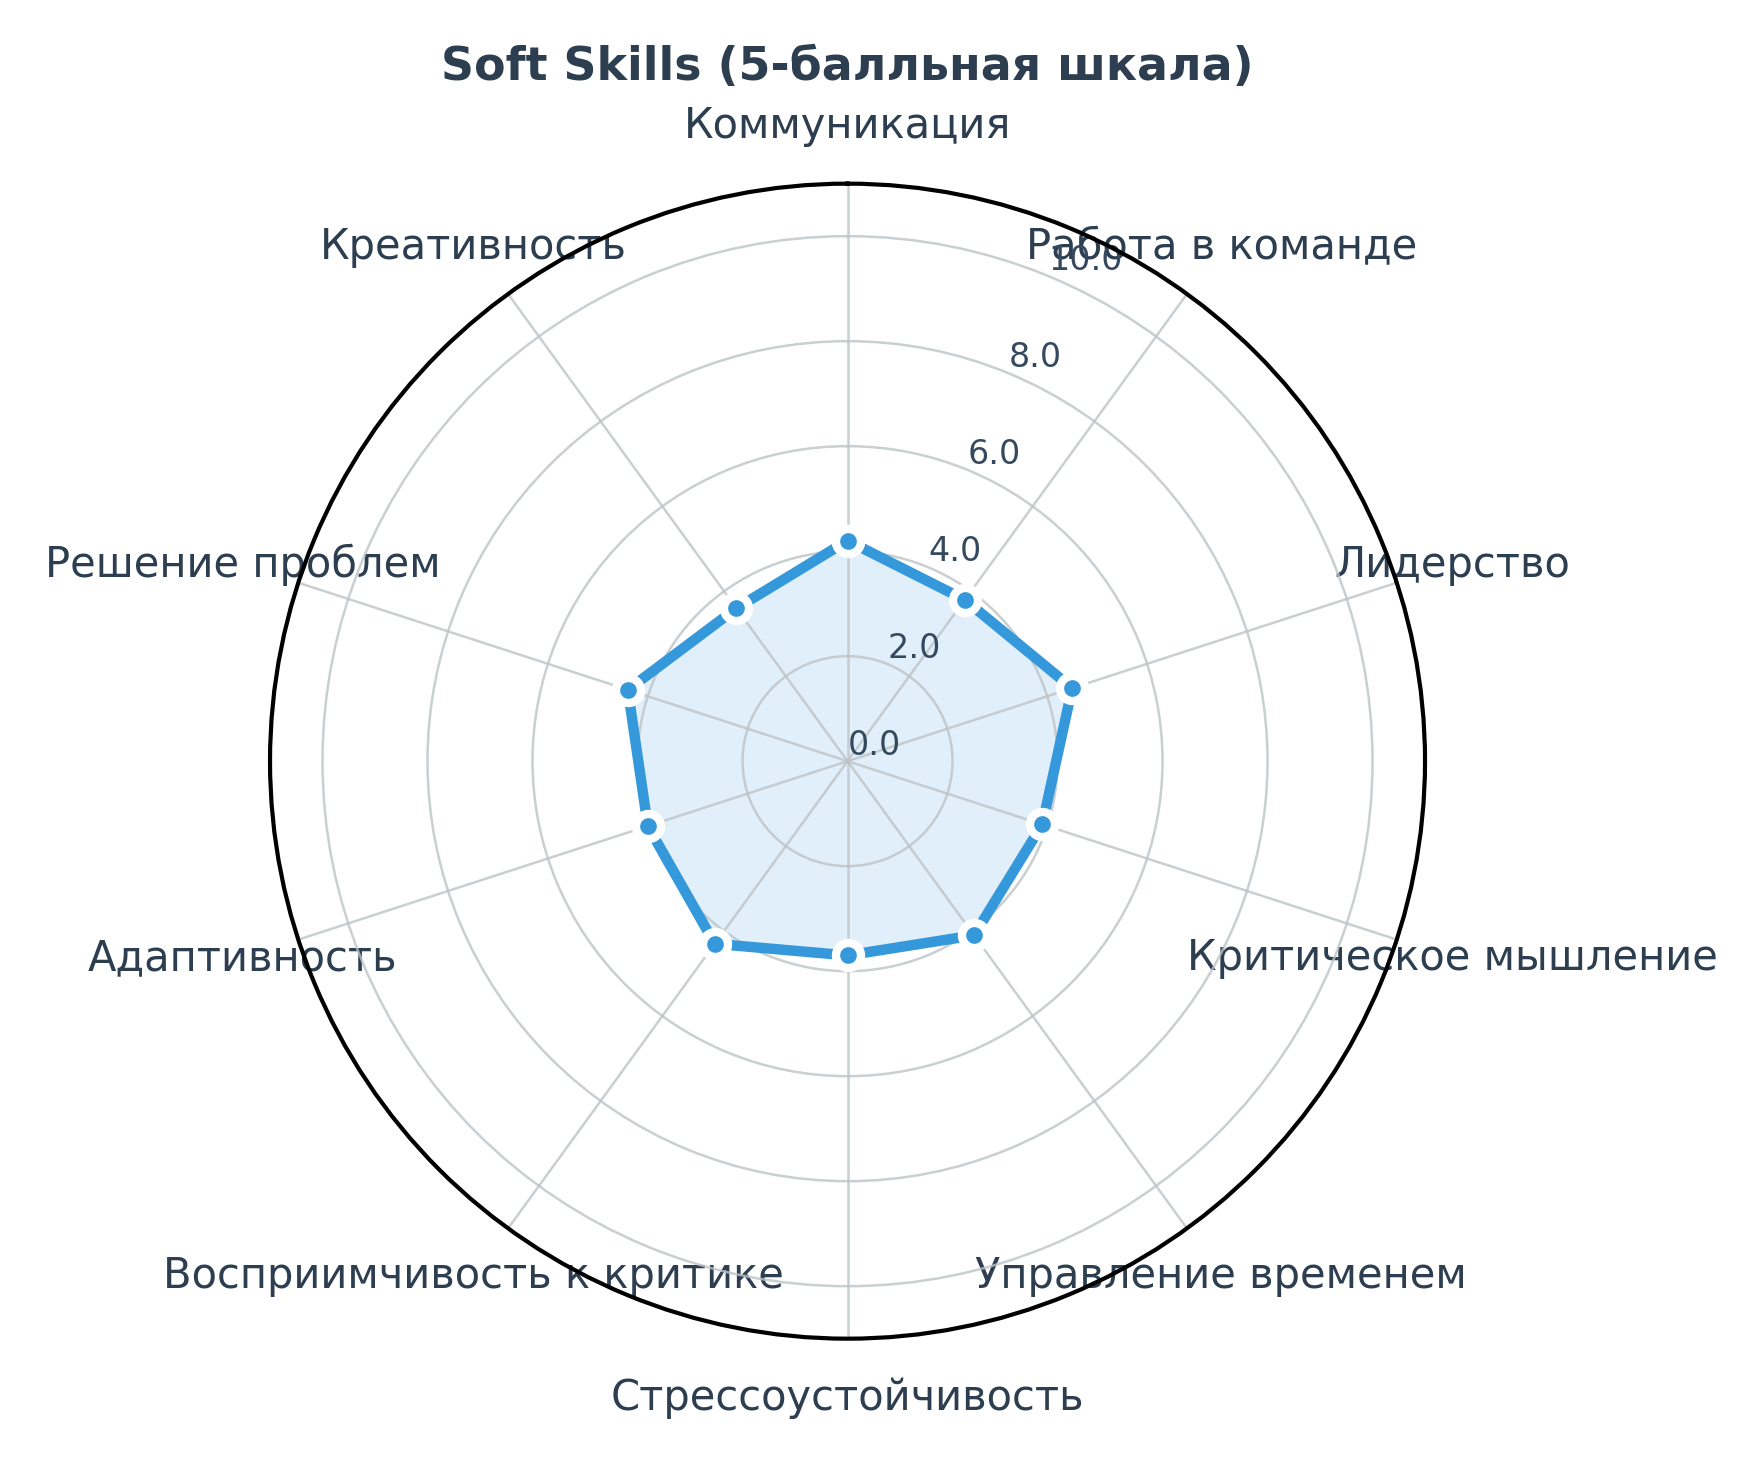 Soft Skills (5-балльная шкала)
Коммуникация
Креативность
Работа в команде
10.0
8.0
6.0
4.0
Решение проблем
Лидерство
2.0
0.0
Адаптивность
Критическое мышление
Восприимчивость к критике
Управление временем
Стрессоустойчивость